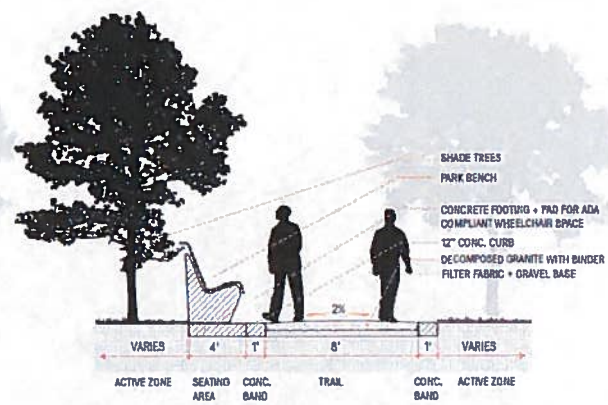 SHADE TREES
PARK BENCH
CONCRETE FOOTING + PAD FOR ADA
COMPLIANT WHEELCHAIR SPACE
12" CONC. CURB
DECOMPOSED GRANITE WITH BINDER
FILTER FABRIC + GRAVEL BASE
2%
VARIES 4' 1' 8' 1' VARIES
ACTIVE ZONE SEATING AREA CONC. BAND TRAIL CONC. BAND ACTIVE ZONE